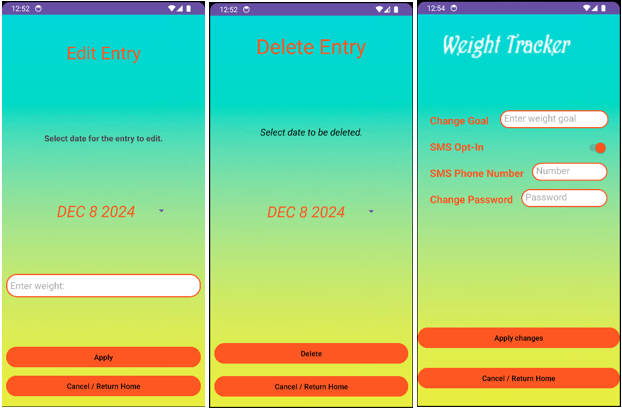 12:52
Edit Entry
Select date for the entry to edit.
DEC 8 2024
Enter weight:
Apply
Cancel / Return Home
12:52
Delete Entry
Select date to be deleted.
DEC 8 2024
Delete
Cancel / Return Home
12:54
Weight Tracker
Change Goal Enter weight goal
SMS Opt-In
SMS Phone Number Number
Change Password Password
Apply changes
Cancel / Return Home